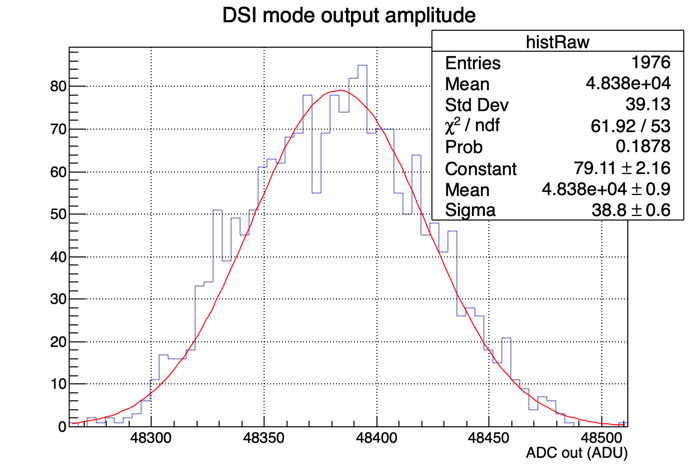 DSI mode output amplitude
histRaw
Entries 1976
Mean 4.838e+04
Std Dev 39.13
χ² / ndf 61.92 / 53
Prob 0.1878
Constant 79.11 ± 2.16
Mean 4.838e+04 ± 0.9
Sigma 38.8 ± 0.6
80
70
60
50
40
30
20
10
0
48300 48350 48400 48450 48500
ADC out (ADU)